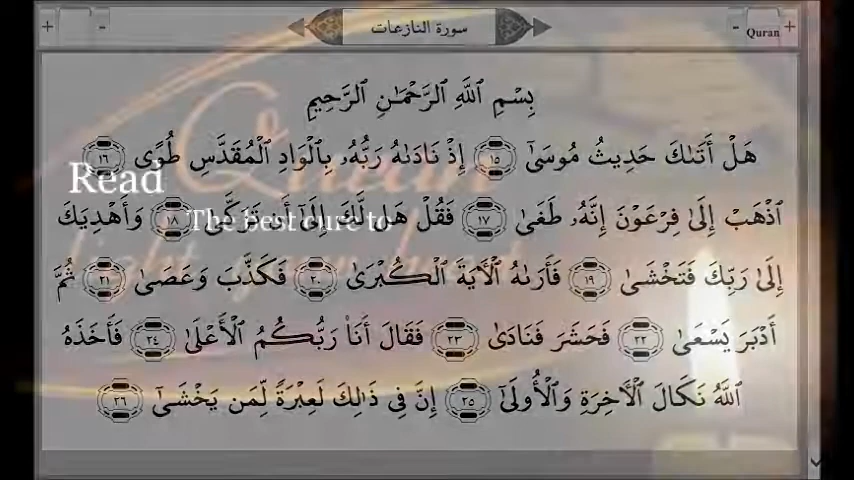 سورة النازعات
Quran
بِسْمِ ٱللَّهِ ٱلرَّحْمَـٰنِ ٱلرَّحِيمِ
هَلْ أَتَىٰكَ حَدِيثُ مُوسَىٰٓ ١٥ إِذْ نَادَىٰهُ رَبُّهُۥ بِٱلْوَادِ ٱلْمُقَدَّسِ طُوًى ١٦
Read
ٱذْهَبْ إِلَىٰ فِرْعَوْنَ إِنَّهُۥ طَغَىٰ ١٧ فَقُلْ هَل لَّكَ إِلَىٰٓ أَن تَزَكَّىٰ ١٨ وَأَهْدِيَكَ
The best cure to
إِلَىٰ رَبِّكَ فَتَخْشَىٰ ١٩ فَأَرَىٰهُ ٱلْـَٔايَةَ ٱلْكُبْرَىٰ ٢٠ فَكَذَّبَ وَعَصَىٰ ٢١ ثُمَّ
أَدْبَرَ يَسْعَىٰ ٢٢ فَحَشَرَ فَنَادَىٰ ٢٣ فَقَالَ أَنَا۠ رَبُّكُمُ ٱلْأَعْلَىٰ ٢٤ فَأَخَذَهُ
ٱللَّهُ نَكَالَ ٱلْـَٔاخِرَةِ وَٱلْأُولَىٰٓ ٢٥ إِنَّ فِى ذَٰلِكَ لَعِبْرَةً لِّمَن يَخْشَىٰٓ ٢٦